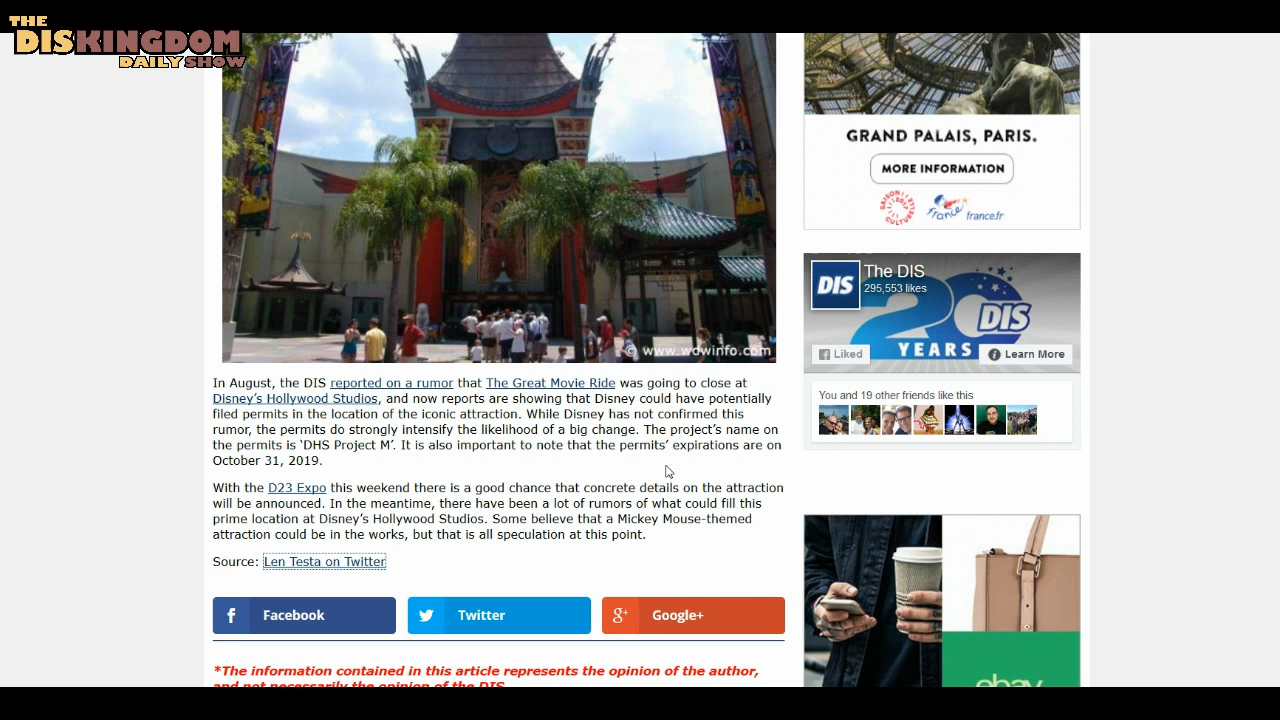 THE
DISKINGDOM
DAILY SHOW
© www.wdwinfo.com
In August, the DIS reported on a rumor that The Great Movie Ride was going to close at
Disney's Hollywood Studios, and now reports are showing that Disney could have potentially
filed permits in the location of the iconic attraction. While Disney has not confirmed this
rumor, these permits do strongly intensify the likelihood of a big change. The project's name on
the permits is 'DHS Project M'. It is also important to note that the permits' expirations are on
October 31, 2019.
With the D23 Expo this weekend there is a good chance that concrete details on the attraction
will be announced. In the meantime, there have been a lot of rumors of what could fill this
prime location at Disney's Hollywood Studios. Some believe that a Mickey Mouse-themed
attraction could be in the works, but that is all speculation at this point.
Source: Len Testa on Twitter
Facebook
Twitter
Google+
*The information contained in this article represents the opinion of the author,
and not necessarily the opinion of the DIS.
GRAND PALAIS, PARIS.
MORE INFORMATION
france.fr
DIS
The DIS
295,553 likes
20
DIS
YEARS
Liked
Learn More
You and 19 other friends like this
ebay